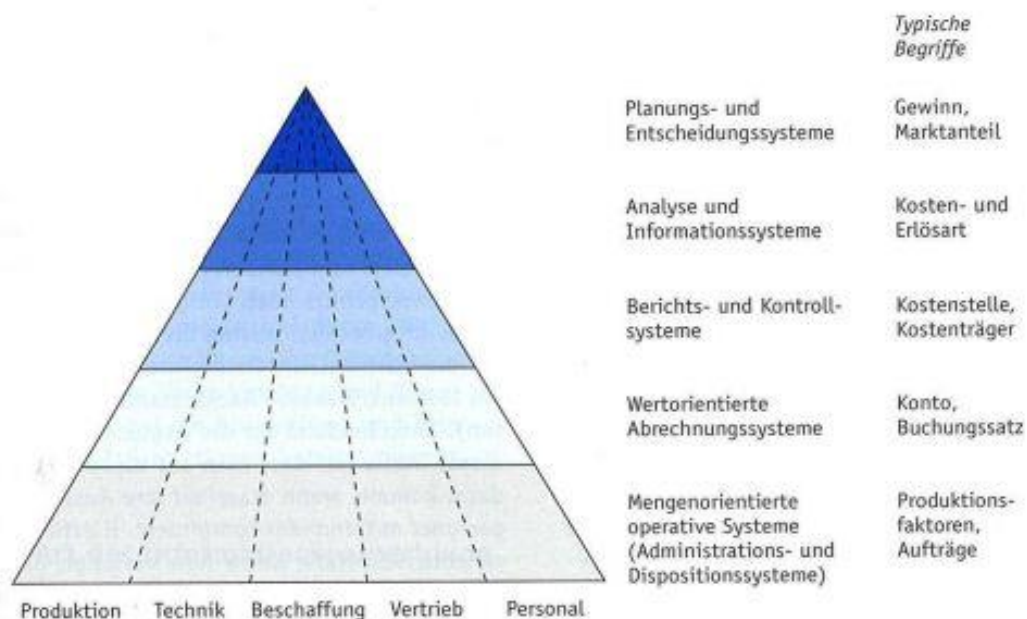 Typische
Begriffe
Planungs- und
Entscheidungssysteme
Gewinn,
Marktanteil
Analyse und
Informationssysteme
Kosten- und
Erlösart
Berichts- und Kontroll-
systeme
Kostenstelle,
Kostenträger
Wertorientierte
Abrechnungssysteme
Konto,
Buchungssatz
Mengenorientierte
operative Systeme
(Administrations- und
Dispositionssysteme)
Produktions-
faktoren,
Aufträge
Produktion Technik Beschaffung Vertrieb Personal